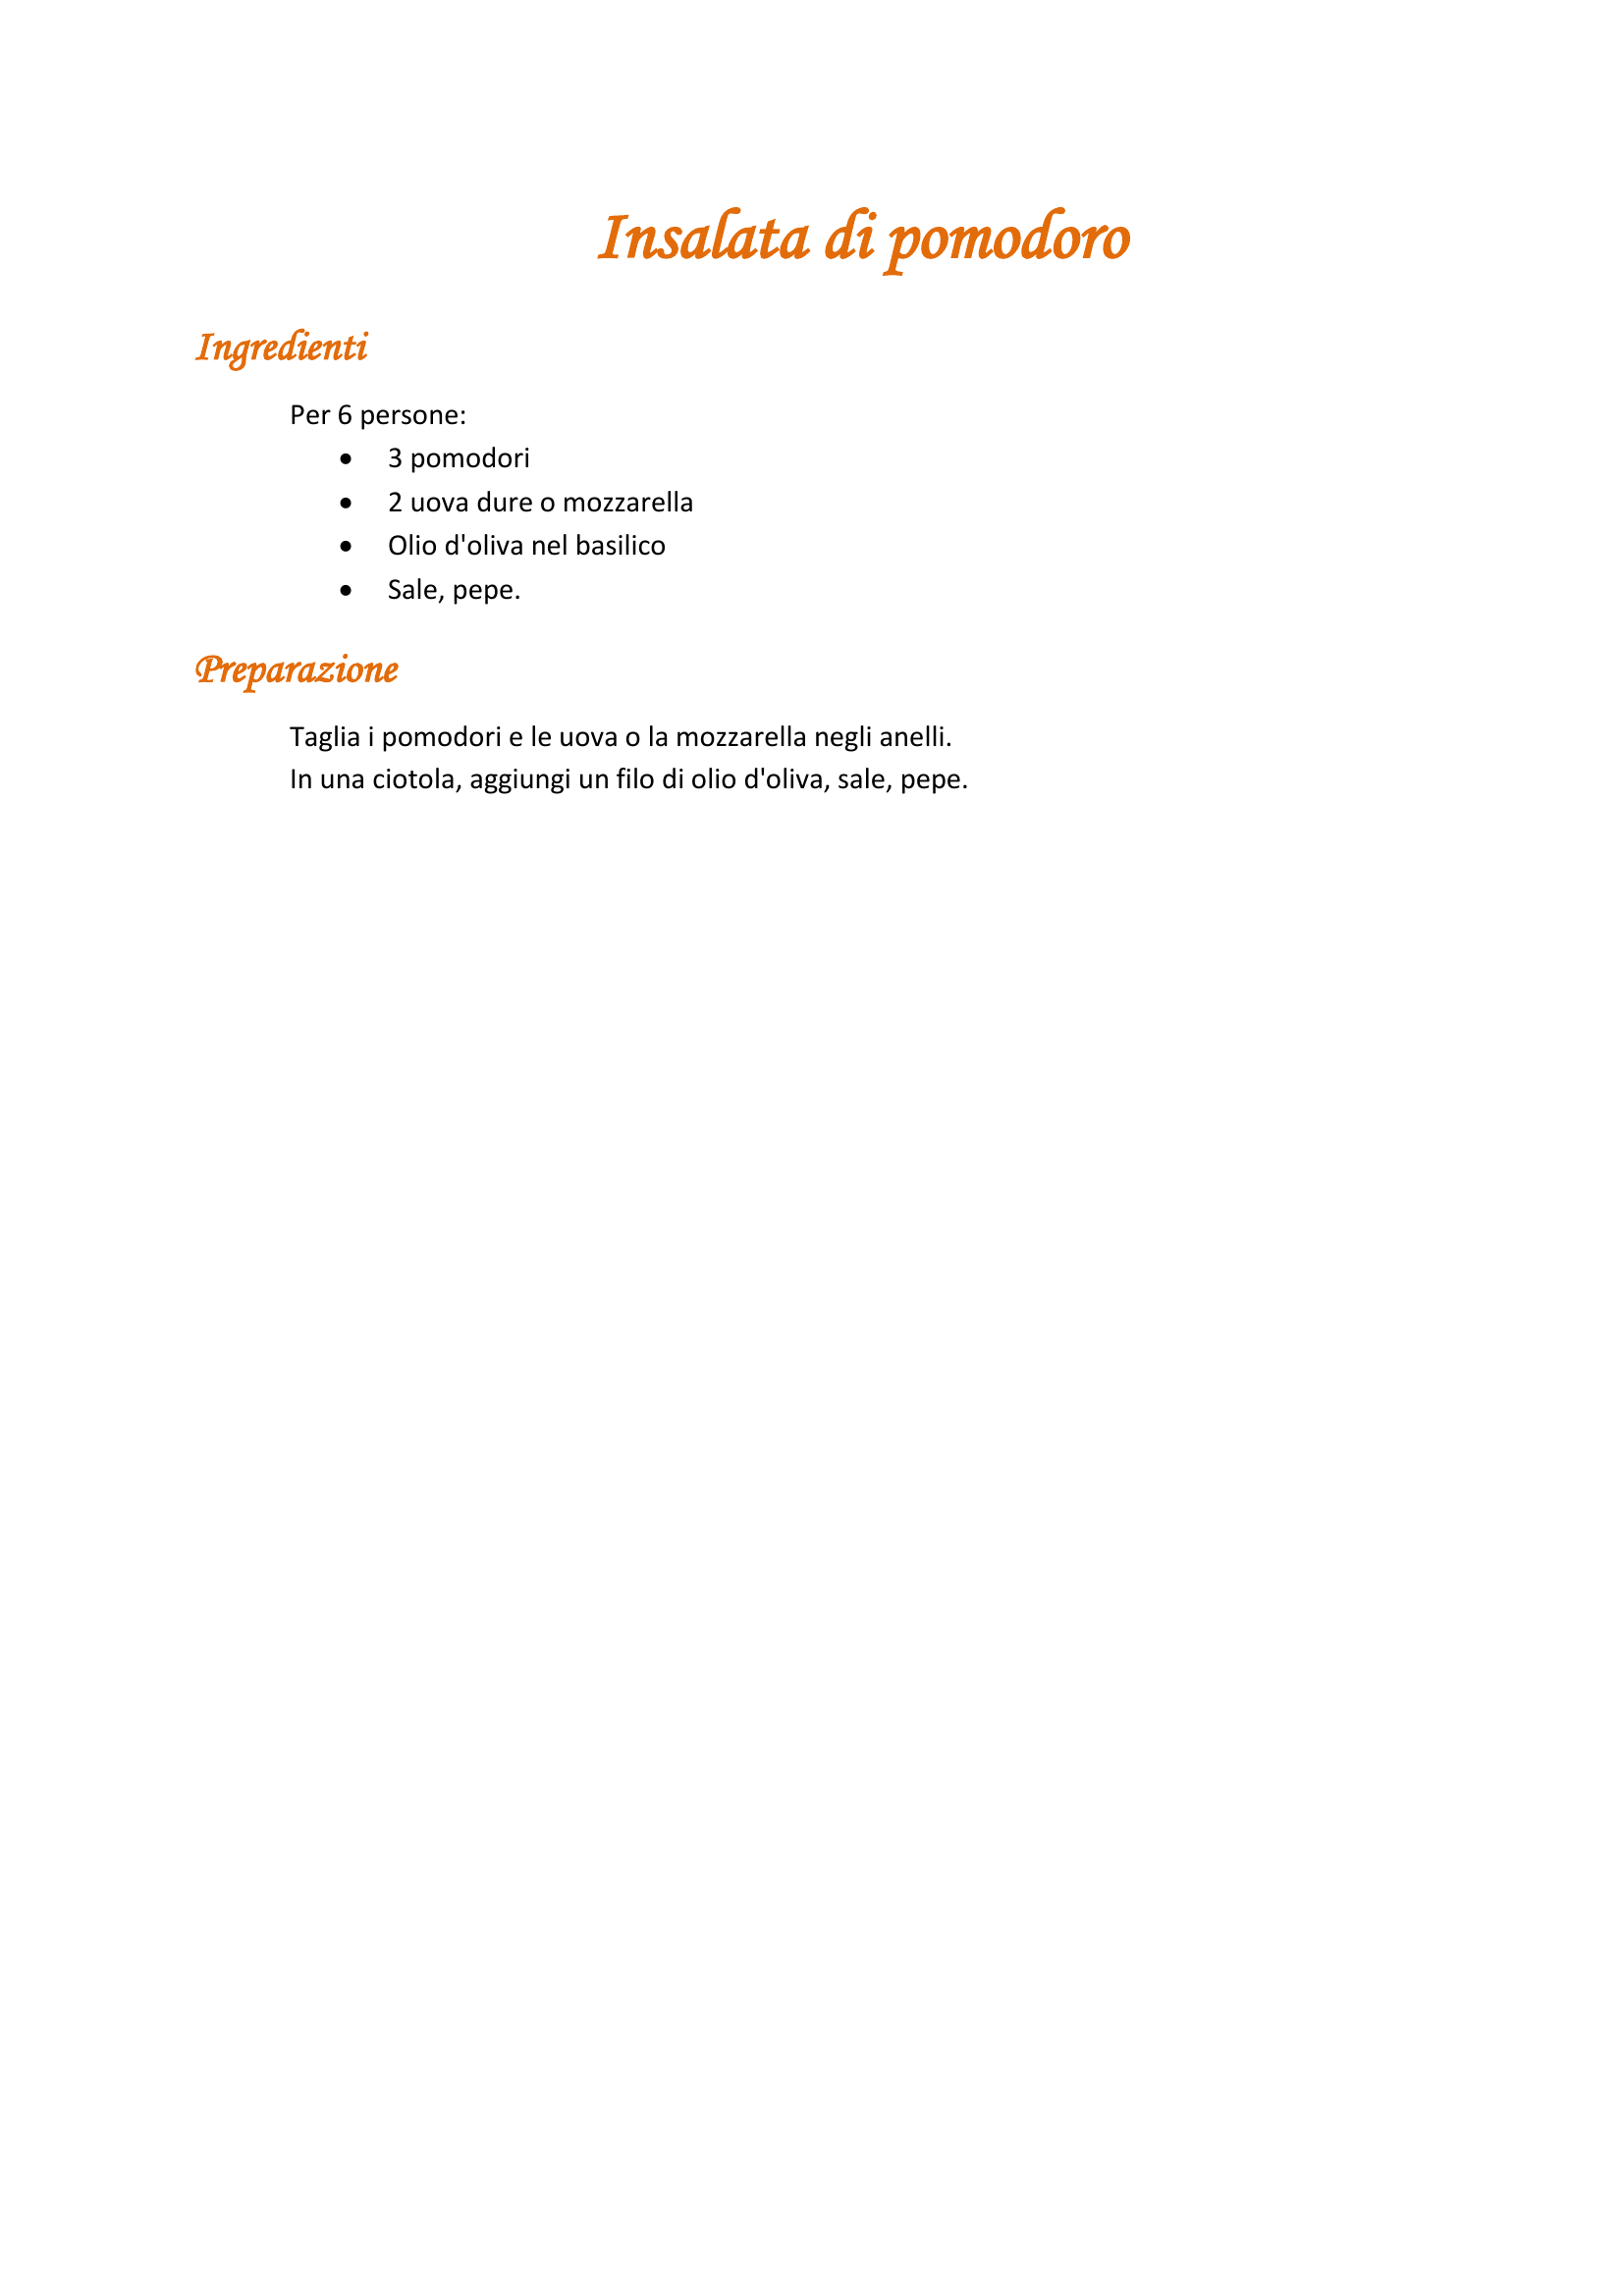 Insalata di pomodoro
Ingredienti
Per 6 persone:
• 3 pomodori
• 2 uova dure o mozzarella
• Olio d'oliva nel basilico
• Sale, pepe.
Preparazione
Taglia i pomodori e le uova o la mozzarella negli anelli.
In una ciotola, aggiungi un filo di olio d'oliva, sale, pepe.